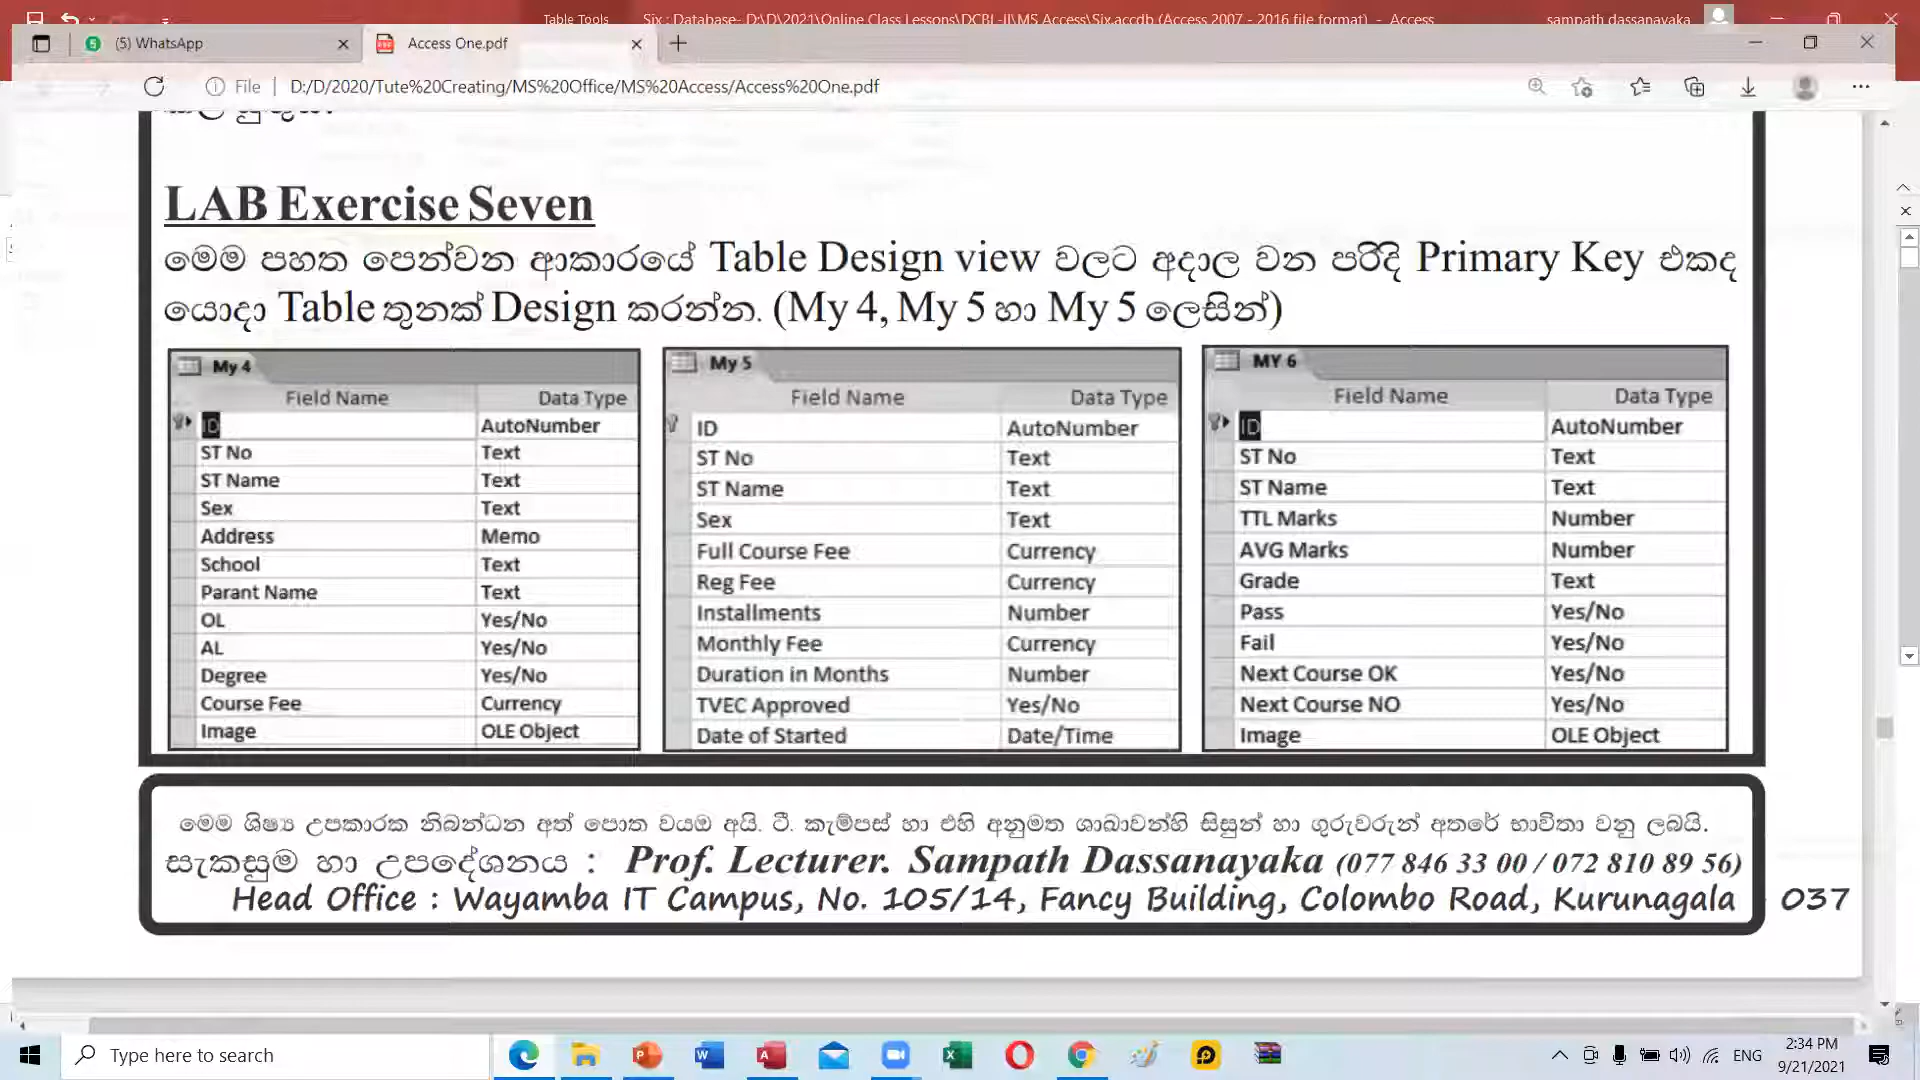 Table Tools
Six : Database- D:\D\2021\Online Class Lessons\DCBL-II\MS Access\Six.accdb (Access 2007 - 2016 file format) - Access
sampath dassanayaka
(5) WhatsApp
Access One.pdf
File
D:/D/2020/Tute%20Creating/MS%20Office/MS%20Access/Access%20One.pdf
LAB Exercise Seven
මෙම පහත පෙන්වන ආකාරයේ Table Design view වලට අදාල වන පරිදි Primary Key එකද
යොදා Table තුනක් Design කරන්න. (My 4, My 5 හා My 5 ලෙසින්)
My 4
Field Name Data Type
ID AutoNumber
ST No Text
ST Name Text
Sex Text
Address Memo
School Text
Parant Name Text
OL Yes/No
AL Yes/No
Degree Yes/No
Course Fee Currency
Image OLE Object
My 5
Field Name Data Type
ID AutoNumber
ST No Text
ST Name Text
Sex Text
Full Course Fee Currency
Reg Fee Currency
Installments Number
Monthly Fee Currency
Duration in Months Number
TVEC Approved Yes/No
Date of Started Date/Time
MY 6
Field Name Data Type
ID AutoNumber
ST No Text
ST Name Text
TTL Marks Number
AVG Marks Number
Grade Text
Pass Yes/No
Fail Yes/No
Next Course OK Yes/No
Next Course NO Yes/No
Image OLE Object
මෙම ශිෂ්‍ය උපකාරක නිබන්ධන අත් පොත වයඹ අයි. ටී. කැම්පස් හා එහි අනුමත ශාඛාවන්හි සිසුන් හා ගුරුවරුන් අතරේ භාවිතා වනු ලබයි.
සැකසුම හා උපදේශනය : Prof. Lecturer. Sampath Dassanayaka (077 846 33 00 / 072 810 89 56)
Head Office : Wayamba IT Campus, No. 105/14, Fancy Building, Colombo Road, Kurunagala 037
Type here to search
ENG
2:34 PM
9/21/2021